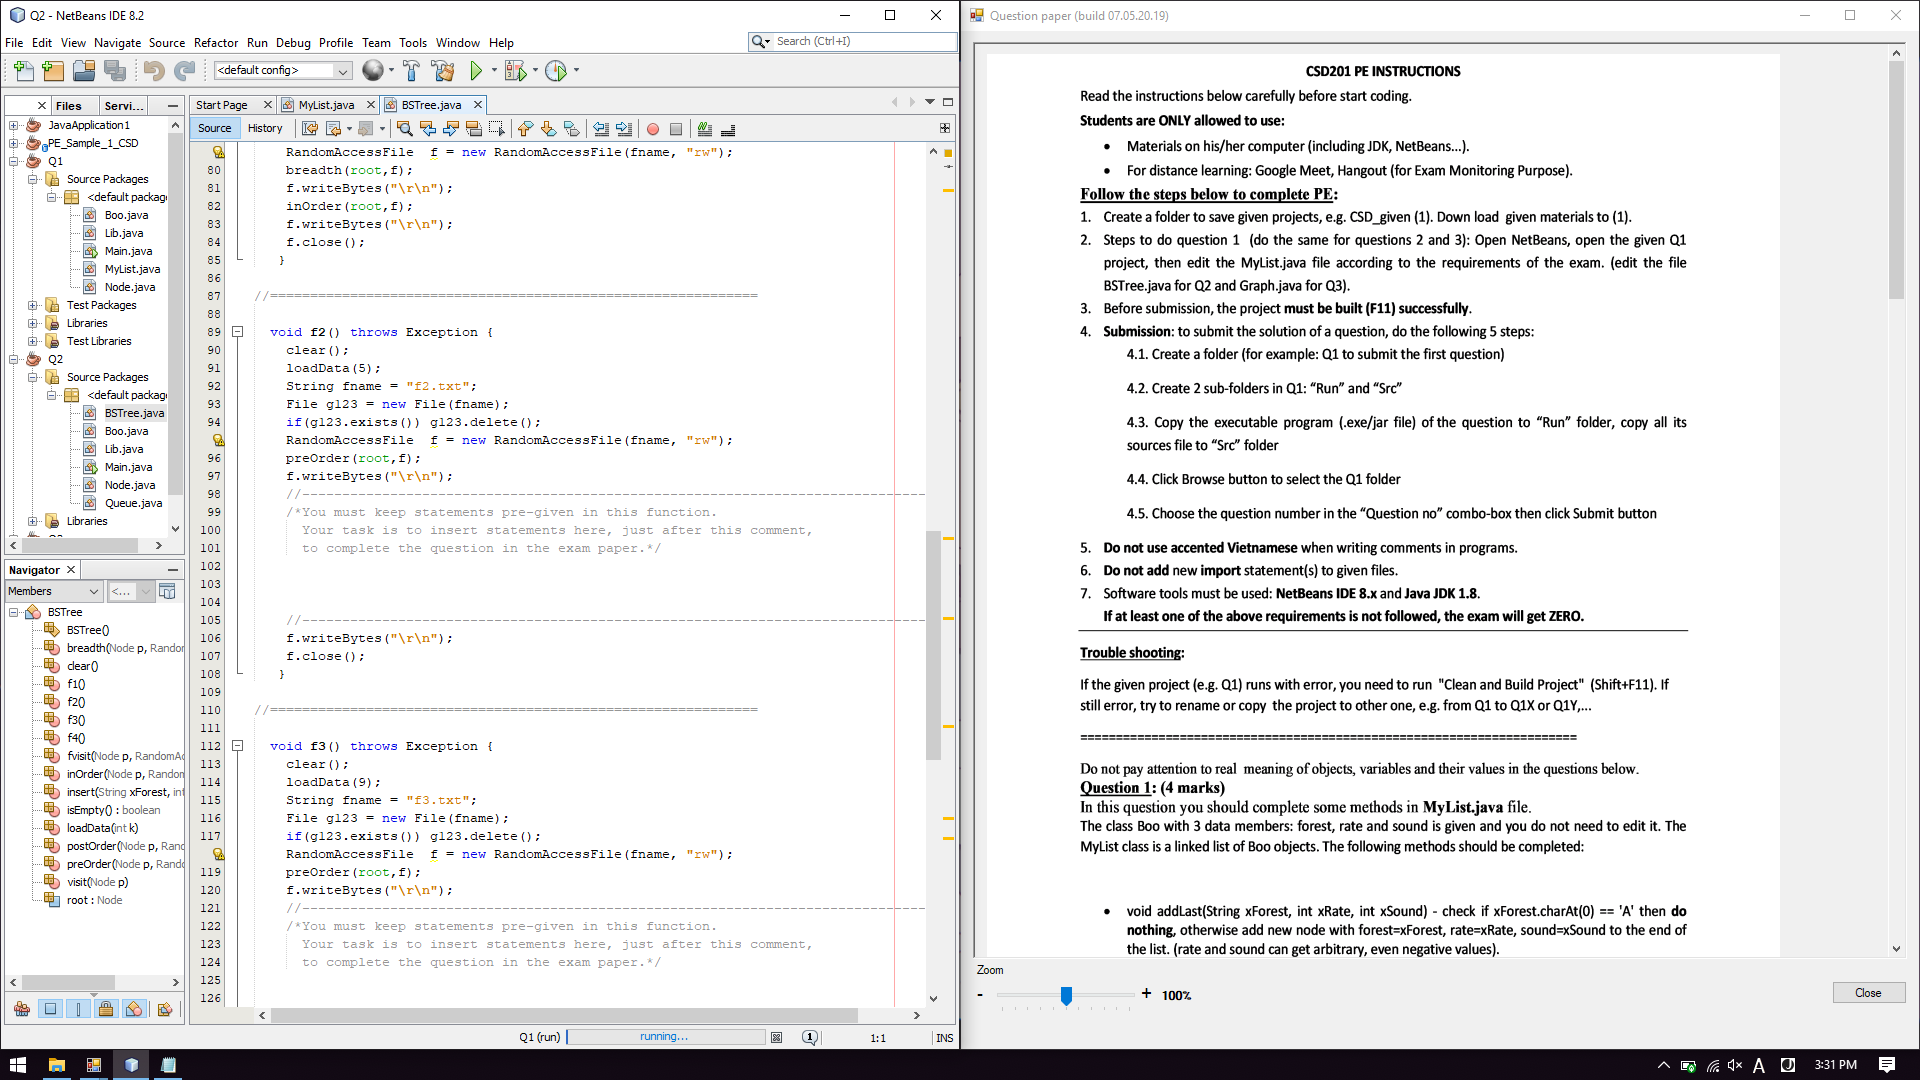 Q2 - NetBeans IDE 8.2
File Edit View Navigate Source Refactor Run Debug Profile Team Tools Window Help
Search (Ctrl+I)
<default config>
Files
Servi...
JavaApplication1
PE_Sample_1_CSD
Q1
Source Packages
<default packag
Boo.java
Lib.java
Main.java
MyList.java
Node.java
Test Packages
Libraries
Test Libraries
Q2
Source Packages
<default packag
BSTree.java
Boo.java
Lib.java
Main.java
Node.java
Queue.java
Libraries
Navigator
Members
<...
BSTree
BSTree()
breadth(Node p, Randor
clear()
f1()
f2()
f3()
f4()
fvisit(Node p, RandomAc
inOrder(Node p, Random
insert(String xForest, int
isEmpty() : boolean
loadData(int k)
postOrder(Node p, Ranc
preOrder(Node p, Rando
visit(Node p)
root : Node
Start Page
MyList.java
BSTree.java
Source
History
RandomAccessFile  f = new RandomAccessFile(fname, "rw");
80 breadth(root,f);
81 f.writeBytes("\r\n");
82 inOrder(root,f);
83 f.writeBytes("\r\n");
84 f.close();
85 }
86
87 //=============================================================
88
89 void f2() throws Exception {
90 clear();
91 loadData(5);
92 String fname = "f2.txt";
93 File g123 = new File(fname);
94 if(g123.exists()) g123.delete();
RandomAccessFile  f = new RandomAccessFile(fname, "rw");
96 preOrder(root,f);
97 f.writeBytes("\r\n");
98 //------------------------------------------------------------------------------
99 /*You must keep statements pre-given in this function.
100 Your task is to insert statements here, just after this comment,
101 to complete the question in the exam paper.*/
102
103
104
105 //------------------------------------------------------------------------------
106 f.writeBytes("\r\n");
107 f.close();
108 }
109
110 //=============================================================
111
112 void f3() throws Exception {
113 clear();
114 loadData(9);
115 String fname = "f3.txt";
116 File g123 = new File(fname);
117 if(g123.exists()) g123.delete();
RandomAccessFile  f = new RandomAccessFile(fname, "rw");
119 preOrder(root,f);
120 f.writeBytes("\r\n");
121 //------------------------------------------------------------------------------
122 /*You must keep statements pre-given in this function.
123 Your task is to insert statements here, just after this comment,
124 to complete the question in the exam paper.*/
125
126
Q1 (run)
running...
1
1:1
INS
Question paper (build 07.05.20.19)
CSD201 PE INSTRUCTIONS
Read the instructions below carefully before start coding.
Students are ONLY allowed to use:
• Materials on his/her computer (including JDK, NetBeans...).
• For distance learning: Google Meet, Hangout (for Exam Monitoring Purpose).
Follow the steps below to complete PE:
1. Create a folder to save given projects, e.g. CSD_given (1). Down load given materials to (1).
2. Steps to do question 1 (do the same for questions 2 and 3): Open NetBeans, open the given Q1
project, then edit the MyList.java file according to the requirements of the exam. (edit the file
BSTree.java for Q2 and Graph.java for Q3).
3. Before submission, the project must be built (F11) successfully.
4. Submission: to submit the solution of a question, do the following 5 steps:
4.1. Create a folder (for example: Q1 to submit the first question)
4.2. Create 2 sub-folders in Q1: “Run” and “Src”
4.3. Copy the executable program (.exe/jar file) of the question to “Run” folder, copy all its
sources file to “Src” folder
4.4. Click Browse button to select the Q1 folder
4.5. Choose the question number in the “Question no” combo-box then click Submit button
5. Do not use accented Vietnamese when writing comments in programs.
6. Do not add new import statement(s) to given files.
7. Software tools must be used: NetBeans IDE 8.x and Java JDK 1.8.
If at least one of the above requirements is not followed, the exam will get ZERO.
Trouble shooting:
If the given project (e.g. Q1) runs with error, you need to run "Clean and Build Project" (Shift+F11). If
still error, try to rename or copy the project to other one, e.g. from Q1 to Q1X or Q1Y,...
======================================================================
Do not pay attention to real meaning of objects, variables and their values in the questions below.
Question 1: (4 marks)
In this question you should complete some methods in MyList.java file.
The class Boo with 3 data members: forest, rate and sound is given and you do not need to edit it. The
MyList class is a linked list of Boo objects. The following methods should be completed:
• void addLast(String xForest, int xRate, int xSound) - check if xForest.charAt(0) == 'A' then do
nothing, otherwise add new node with forest=xForest, rate=xRate, sound=xSound to the end of
the list. (rate and sound can get arbitrary, even negative values).
Zoom
-
+
100%
Close
A
3:31 PM